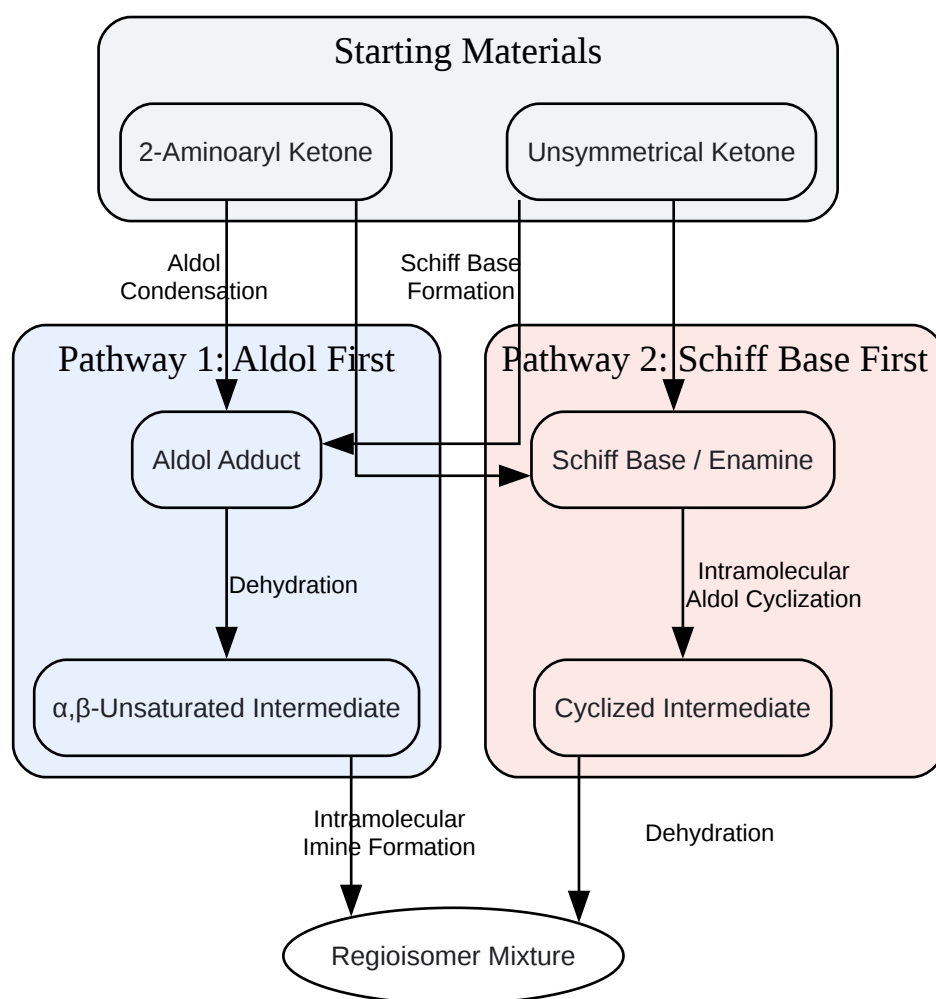 Starting Materials
2-Aminoaryl Ketone
Unsymmetrical Ketone
Aldol
Condensation
Schiff Base
Formation
Pathway 1: Aldol First
Pathway 2: Schiff Base First
Aldol Adduct
Schiff Base / Enamine
Dehydration
Intramolecular
Aldol Cyclization
α,β-Unsaturated Intermediate
Cyclized Intermediate
Intramolecular
Imine Formation
Dehydration
Regioisomer Mixture